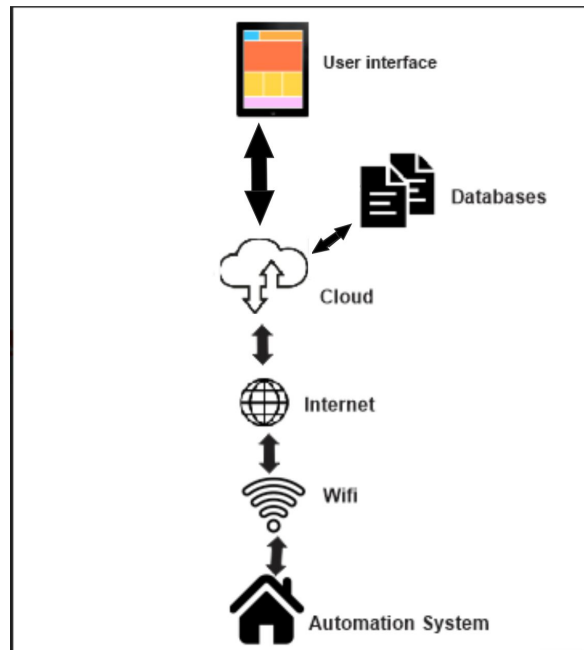 User interface
Databases
Cloud
Internet
Wifi
Automation System